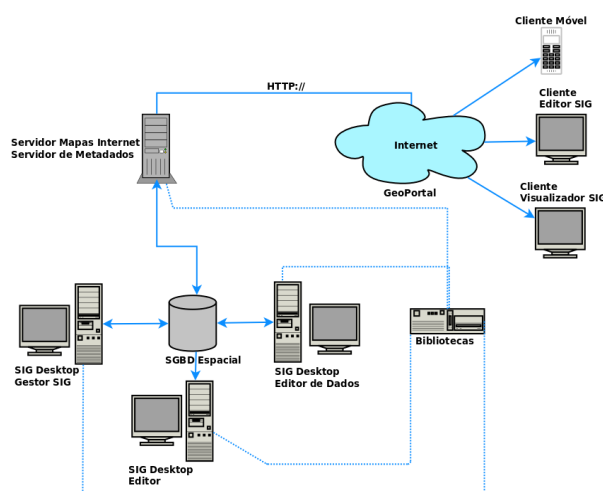 Cliente Móvel
HTTP://
Cliente
Editor SIG
Servidor Mapas Internet
Servidor de Metadados
Internet
GeoPortal
Cliente
Visualizador SIG
SGBD Espacial
Bibliotecas
SIG Desktop
Gestor SIG
SIG Desktop
Editor de Dados
SIG Desktop
Editor